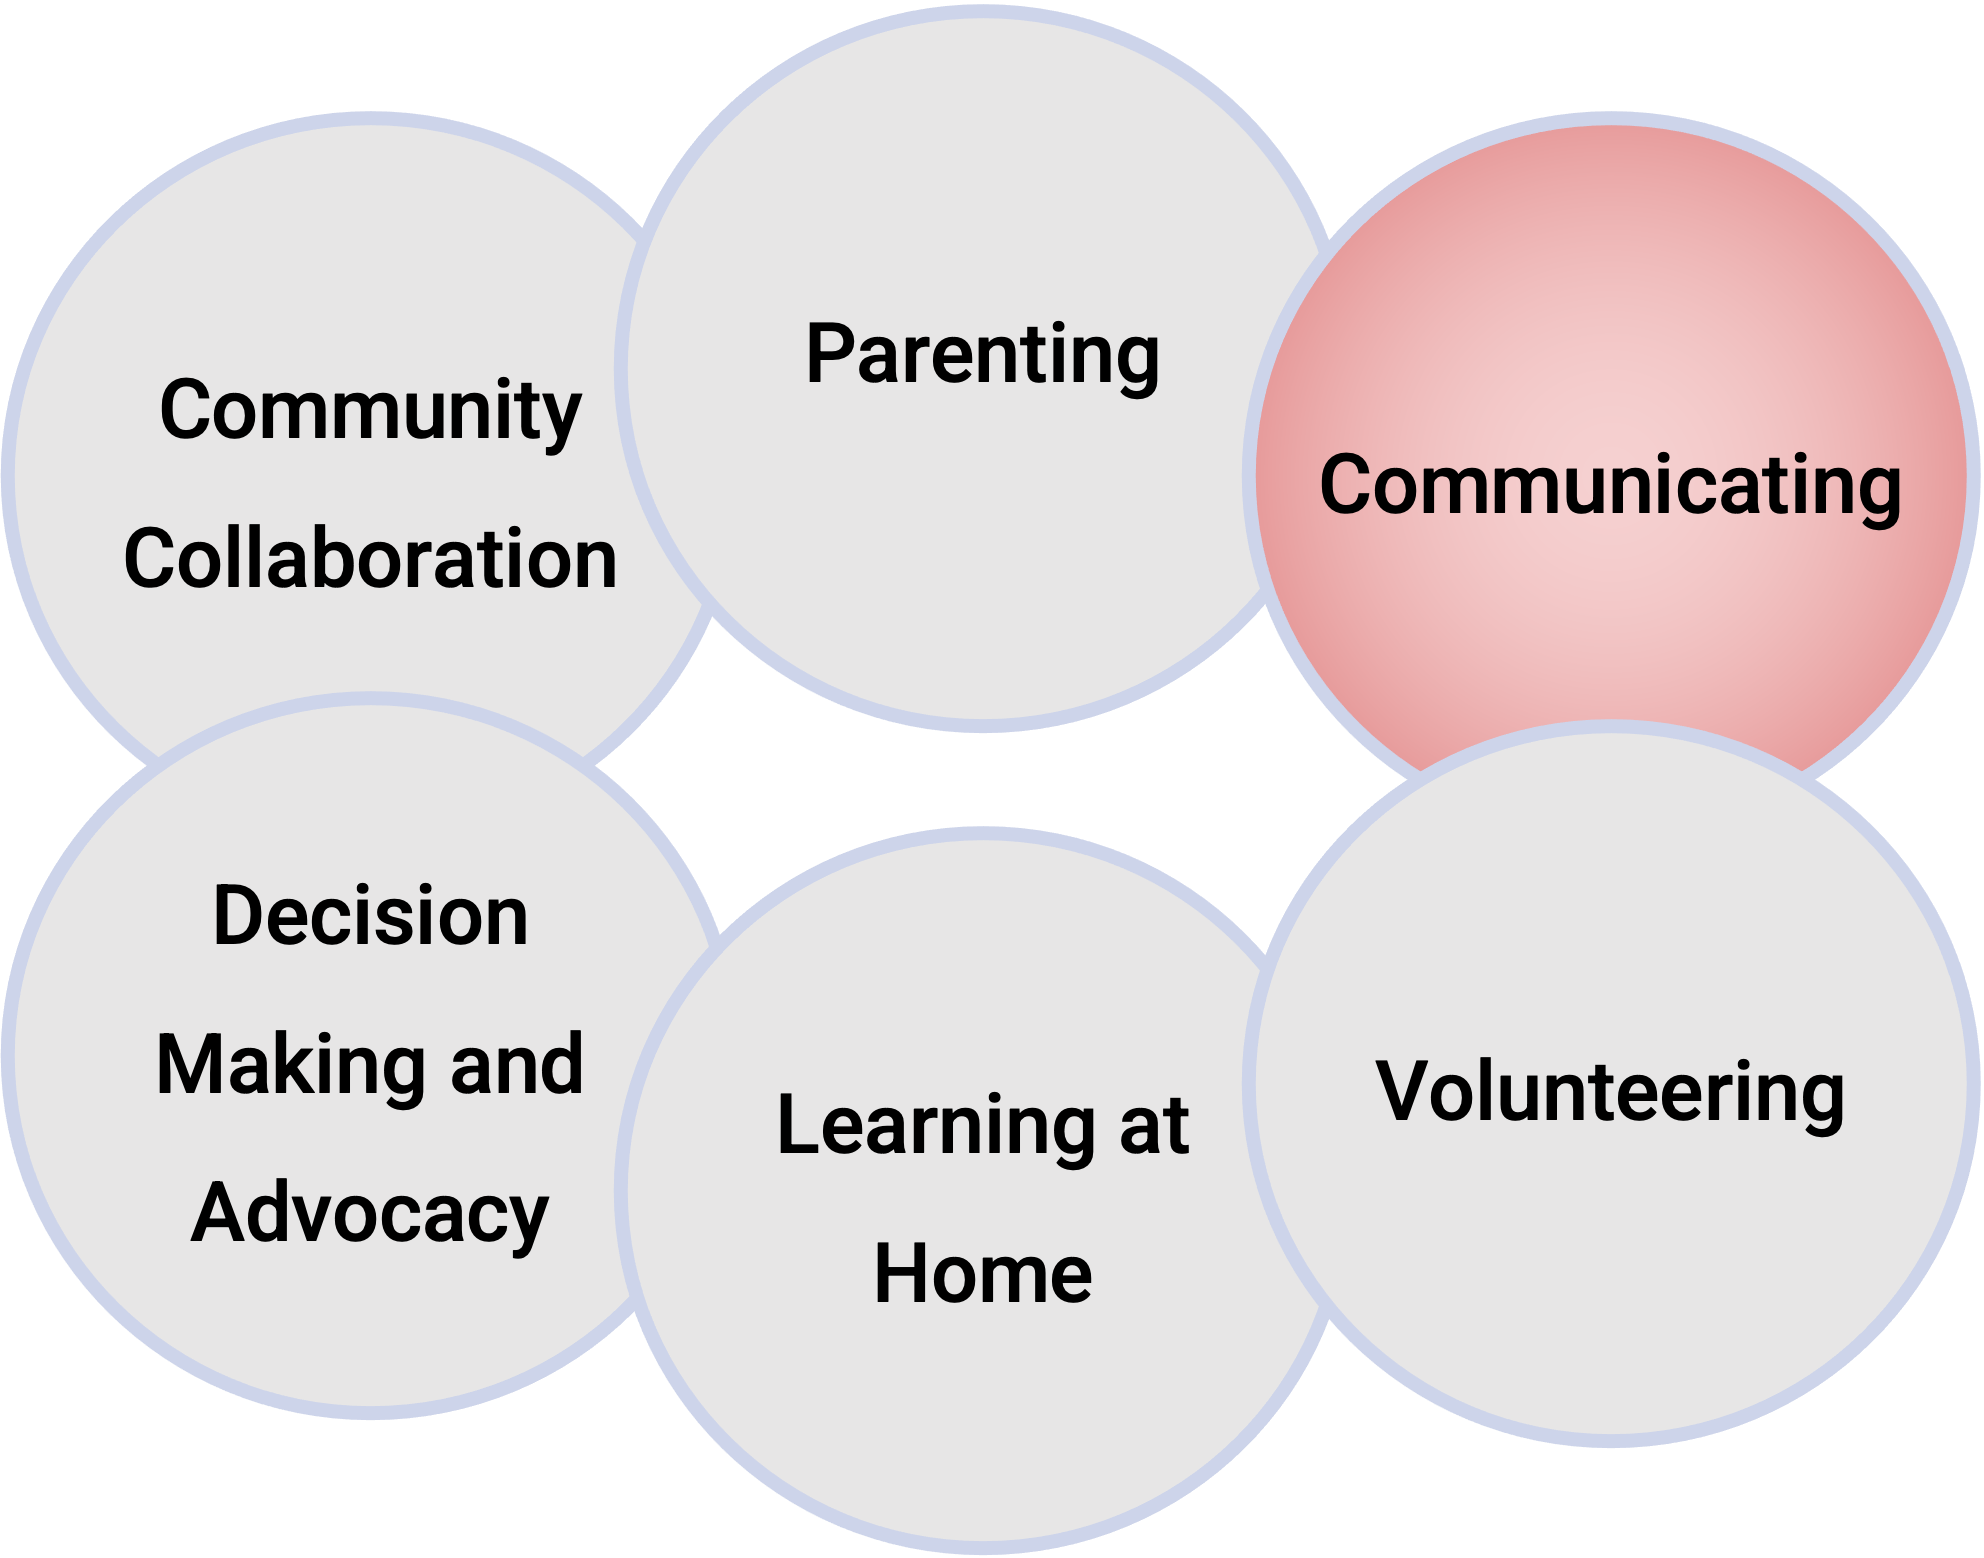 Parenting
Community
Collaboration
Communicating
Decision
Making and
Advocacy
Learning at
Home
Volunteering